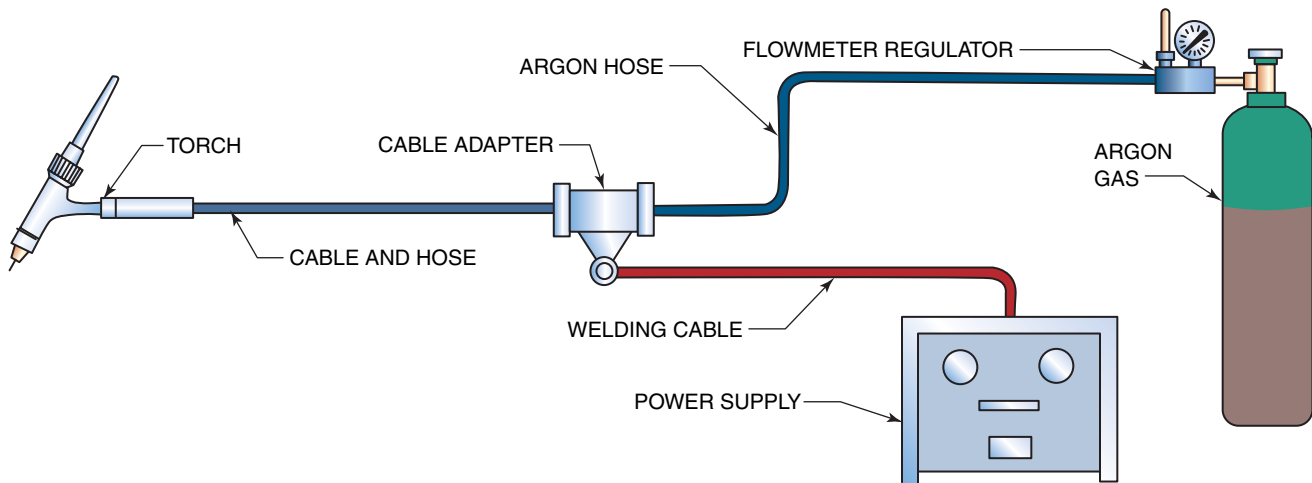 FLOWMETER REGULATOR
ARGON HOSE
TORCH
CABLE ADAPTER
ARGON
GAS
CABLE AND HOSE
WELDING CABLE
POWER SUPPLY